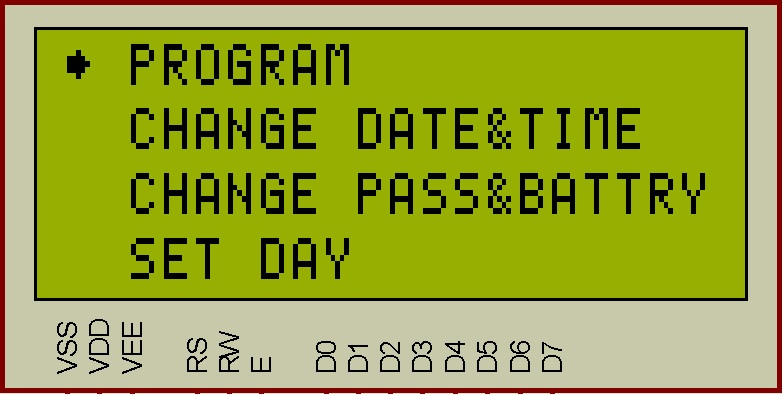 PROGRAM
CHANGE DATE&TIME
CHANGE PASS&BATTRY
SET DAY
VSS VDD VEE RS RW E D0 D1 D2 D3 D4 D5 D6 D7